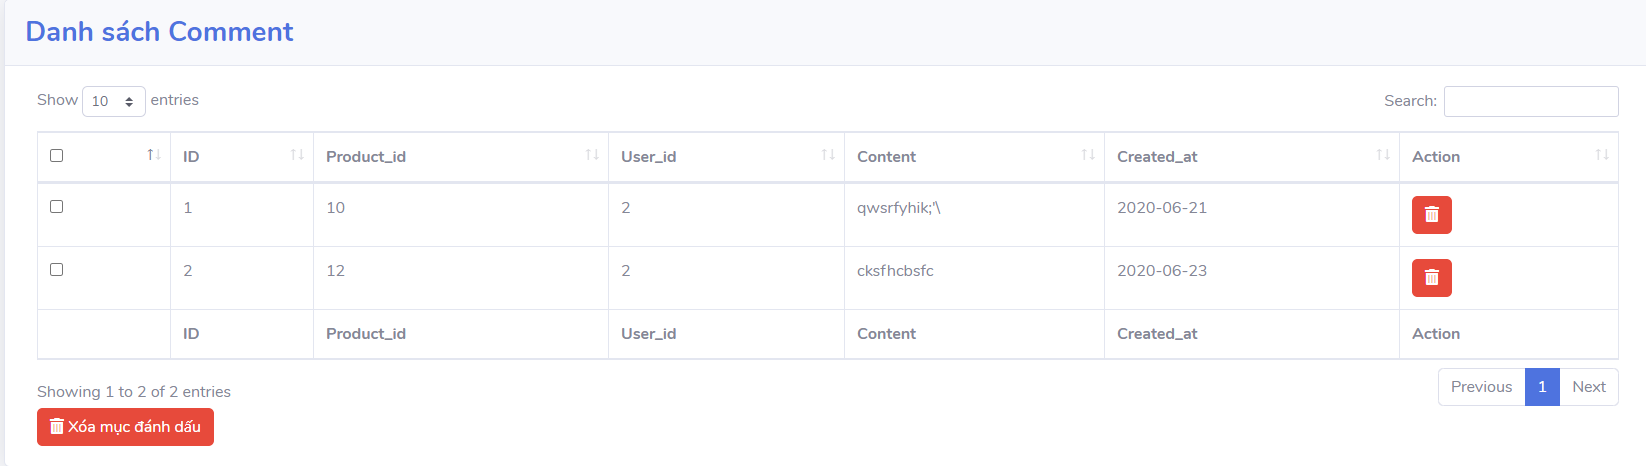 Danh sách Comment
Show 10 entries Search:
ID Product_id User_id Content Created_at Action
1 10 2 qwsrfyhik;'\ 2020-06-21
2 12 2 cksfhcbsfc 2020-06-23
ID Product_id User_id Content Created_at Action
Showing 1 to 2 of 2 entries Previous 1 Next
Xóa mục đánh dấu